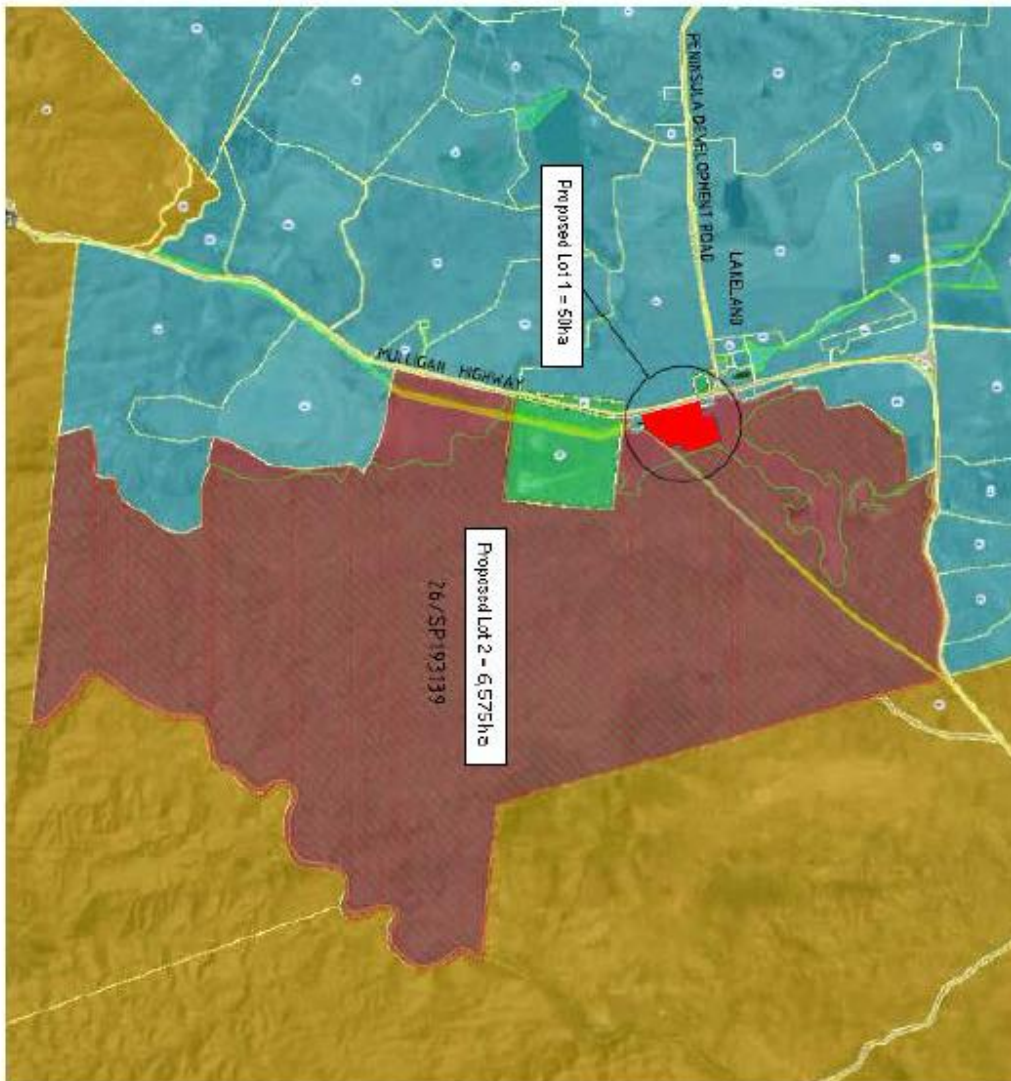 PENINSULA DEVELOPMENT ROAD
LAKELAND
Proposed Lot 1 = 50ha
MULLIGAN HIGHWAY
Proposed Lot 2 = 6,575ha
26/SP193139